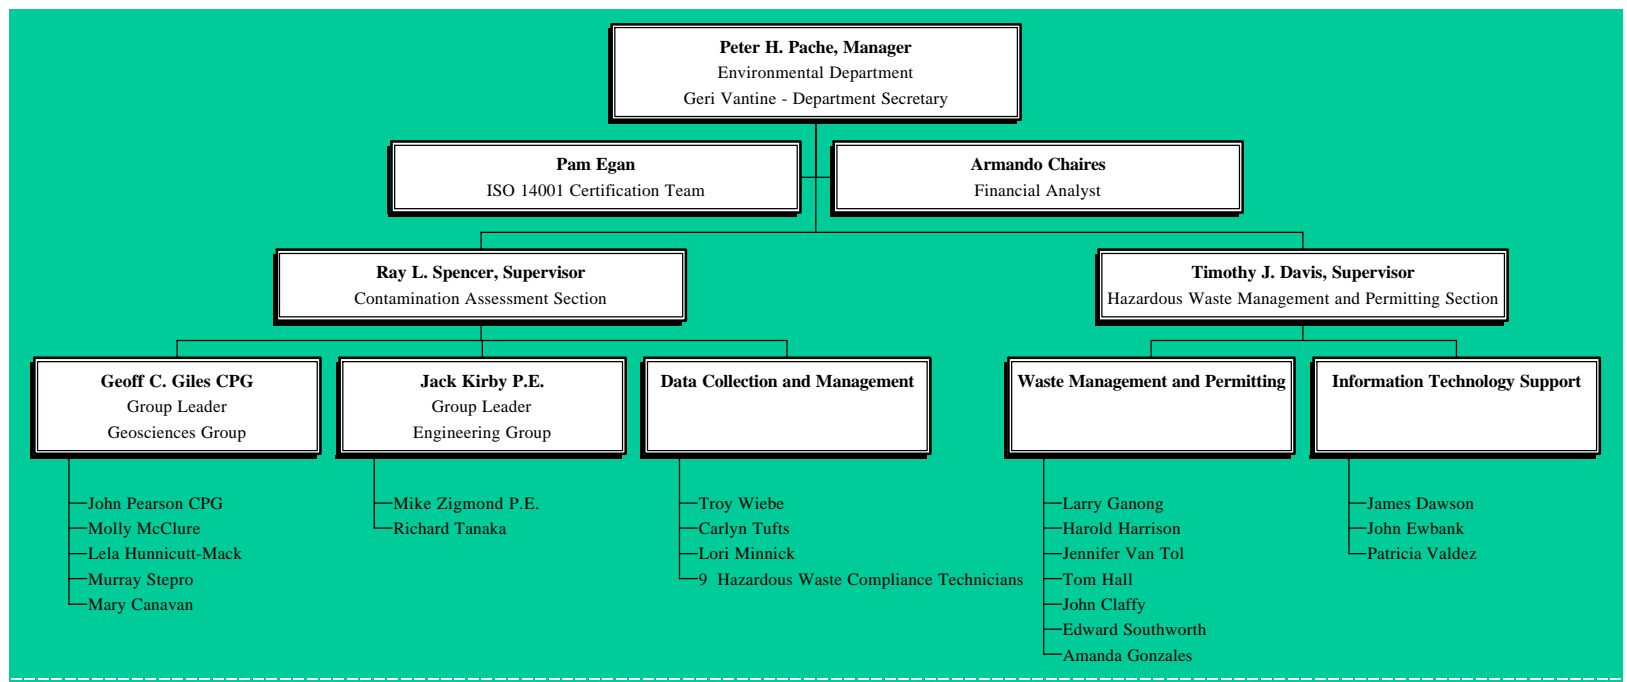 Peter H. Pache, Manager
Environmental Department
Geri Vantine - Department Secretary
Pam Egan
ISO 14001 Certification Team
Armando Chaires
Financial Analyst
Ray L. Spencer, Supervisor
Contamination Assessment Section
Timothy J. Davis, Supervisor
Hazardous Waste Management and Permitting Section
Geoff C. Giles CPG
Group Leader
Geosciences Group
John Pearson CPG
Molly McClure
Lela Hunnicutt-Mack
Murray Stepro
Mary Canavan
Jack Kirby P.E.
Group Leader
Engineering Group
Mike Zigmond P.E.
Richard Tanaka
Data Collection and Management
Troy Wiebe
Carlyn Tufts
Lori Minnick
9 Hazardous Waste Compliance Technicians
Waste Management and Permitting
Larry Ganong
Harold Harrison
Jennifer Van Tol
Tom Hall
John Claffy
Edward Southworth
Amanda Gonzales
Information Technology Support
James Dawson
John Ewbank
Patricia Valdez